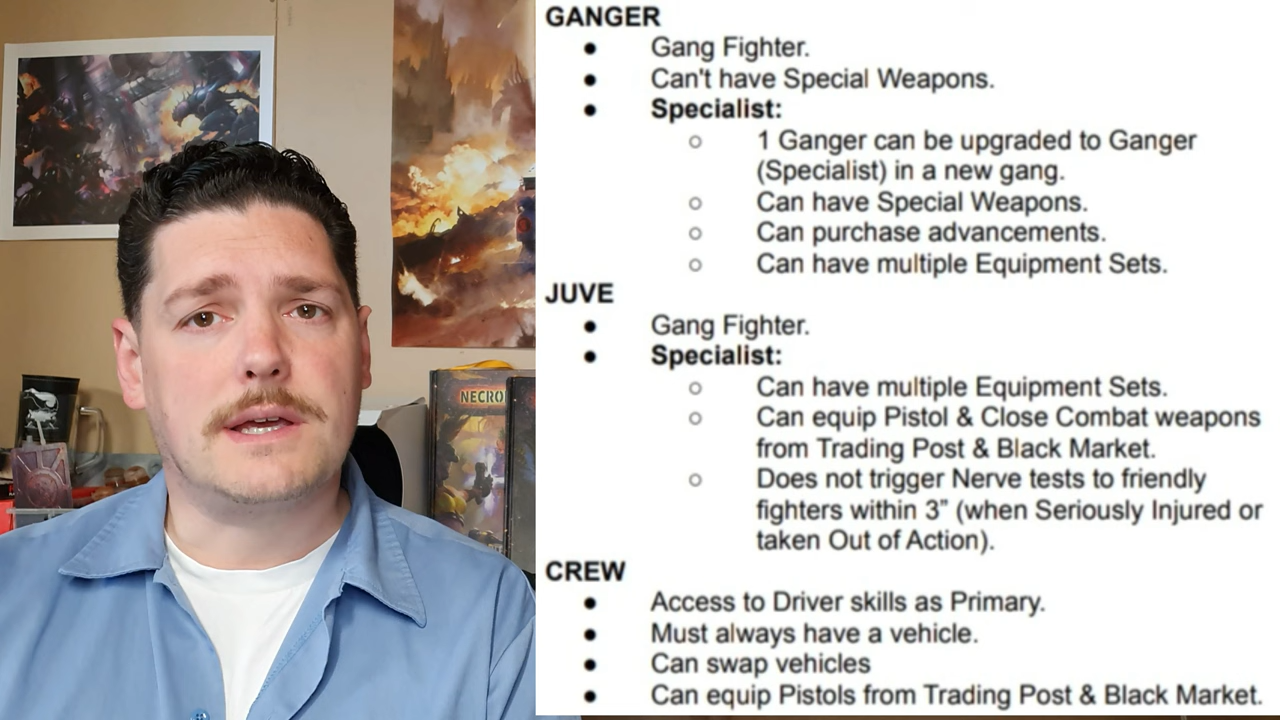 GANGER
● Gang Fighter.
● Can't have Special Weapons.
● Specialist:
○ 1 Ganger can be upgraded to Ganger
(Specialist) in a new gang.
○ Can have Special Weapons.
○ Can purchase advancements.
○ Can have multiple Equipment Sets.
JUVE
● Gang Fighter.
● Specialist:
○ Can have multiple Equipment Sets.
○ Can equip Pistol & Close Combat weapons
from Trading Post & Black Market.
○ Does not trigger Nerve tests to friendly
fighters within 3” (when Seriously Injured or
taken Out of Action).
CREW
● Access to Driver skills as Primary.
● Must always have a vehicle.
● Can swap vehicles
● Can equip Pistols from Trading Post & Black Market.
NECRO